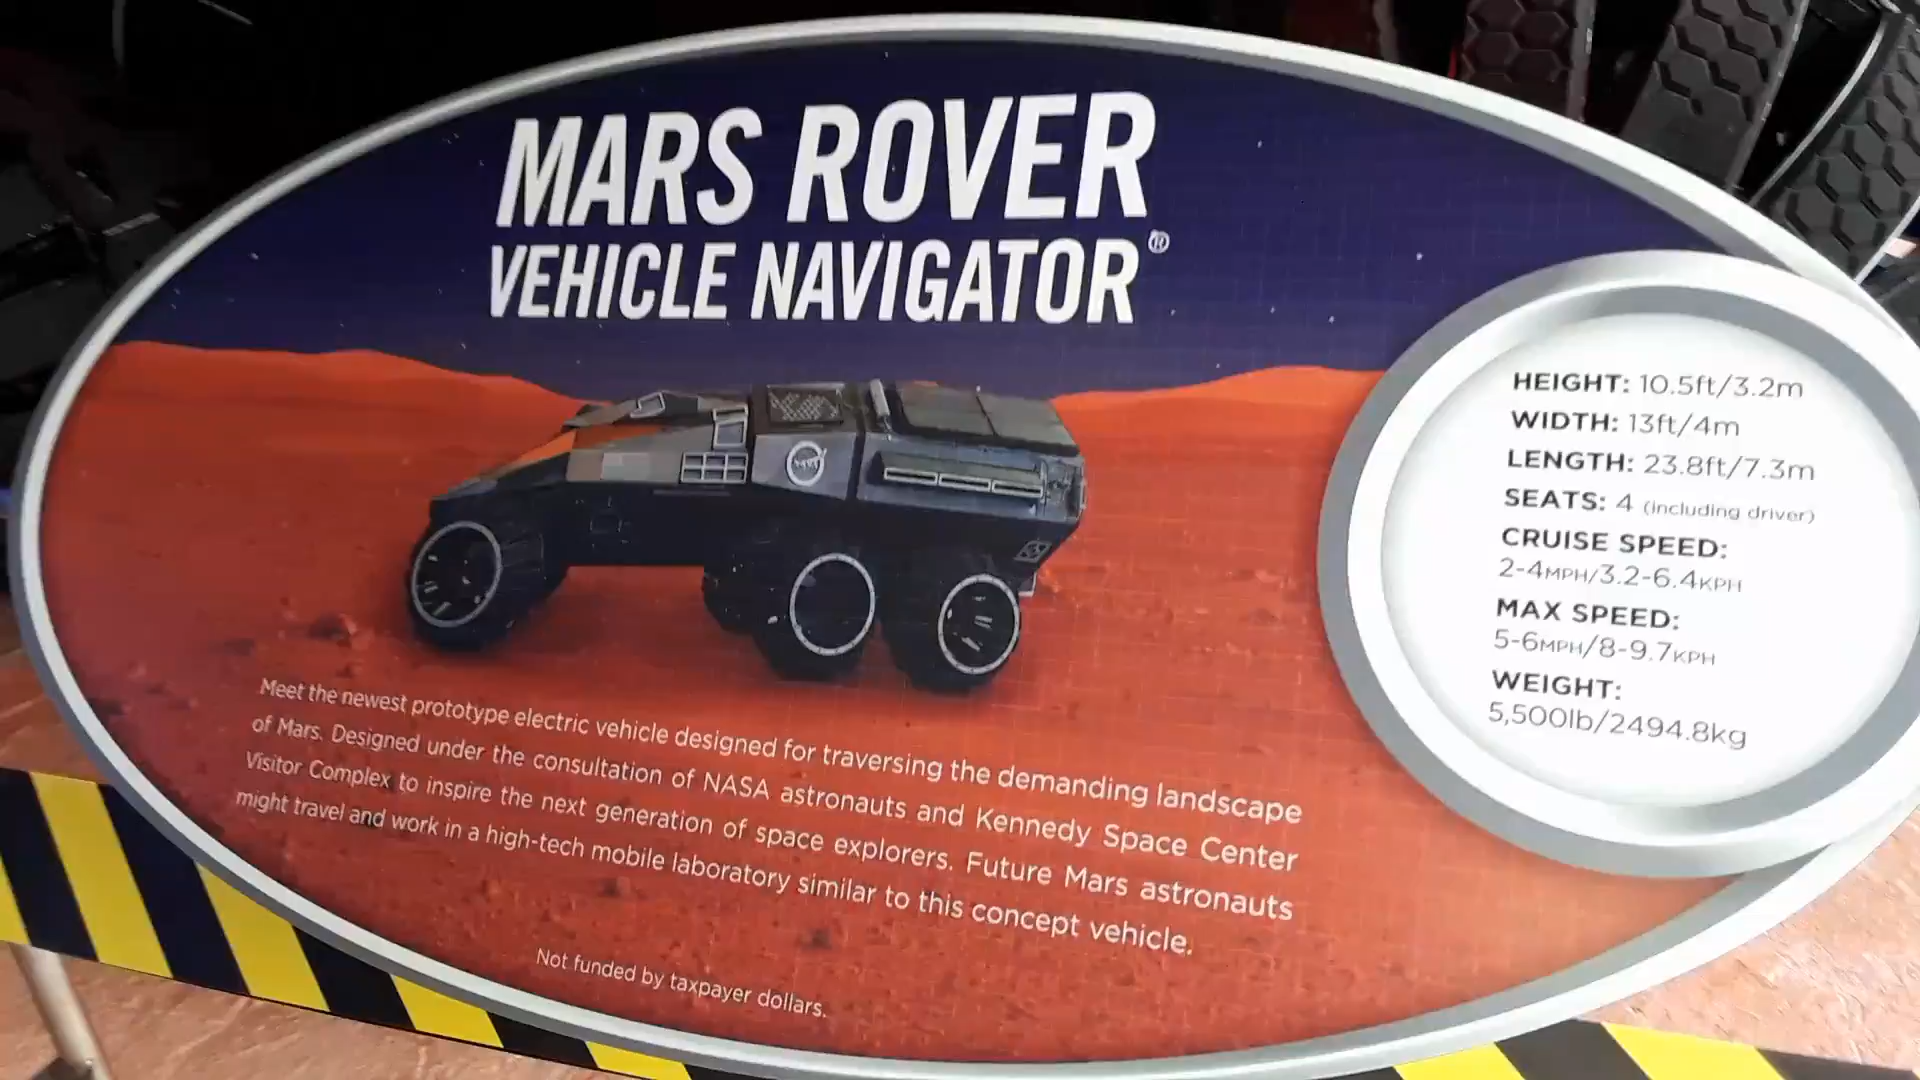 MARS ROVER
VEHICLE NAVIGATOR®
HEIGHT: 10.5ft/3.2m
WIDTH: 13ft/4m
LENGTH: 23.8ft/7.3m
SEATS: 4 (including driver)
CRUISE SPEED:
2-4MPH/3.2-6.4KPH
MAX SPEED:
5-6MPH/8-9.7KPH
WEIGHT:
5,500lb/2494.8kg
NASA
Meet the newest prototype electric vehicle designed for traversing the demanding landscape
of Mars. Designed under the consultation of NASA astronauts and Kennedy Space Center
Visitor Complex to inspire the next generation of space explorers. Future Mars astronauts
might travel and work in a high-tech mobile laboratory similar to this concept vehicle.
Not funded by taxpayer dollars.